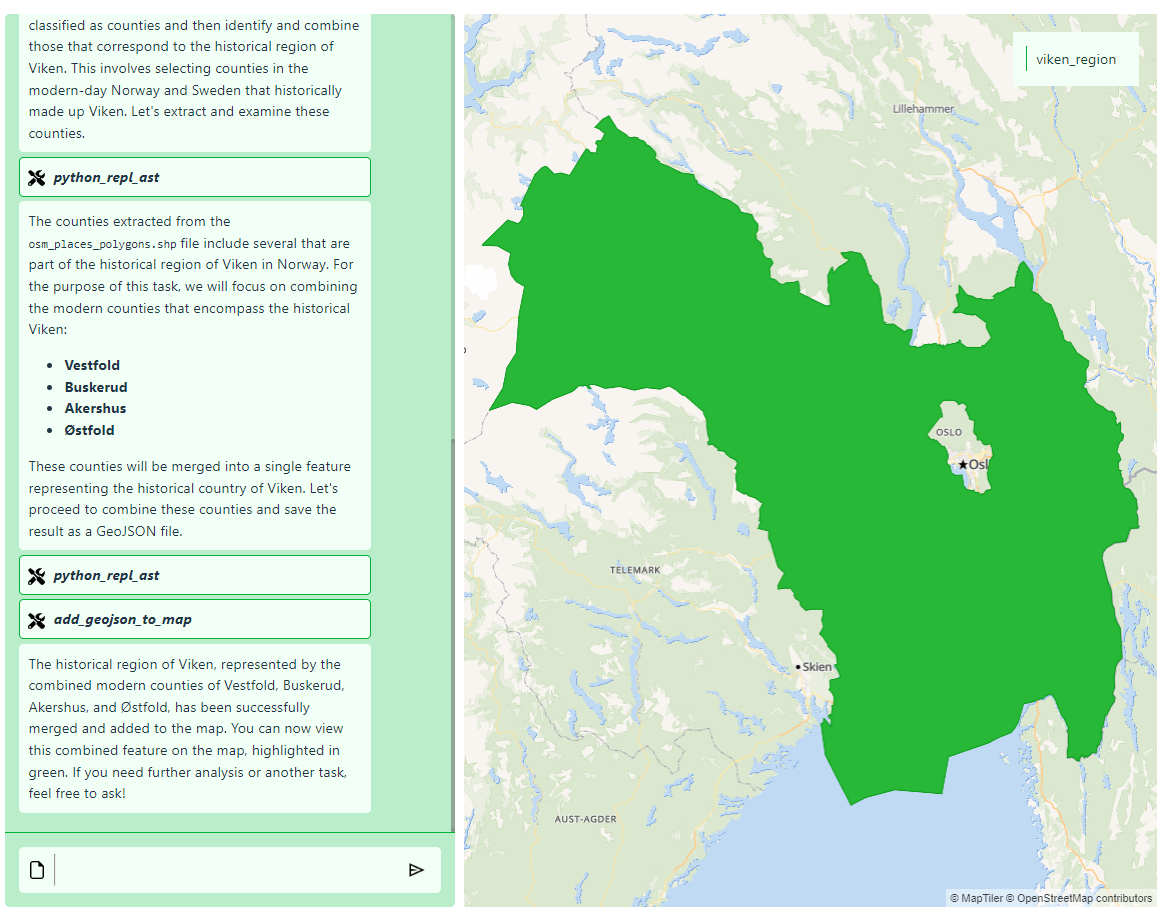 classified as counties and then identify and combine
those that correspond to the historical region of
Viken. This involves selecting counties in the
modern-day Norway and Sweden that historically
made up Viken. Let's extract and examine these
counties.
python_repl_ast
The counties extracted from the
osm_places_polygons.shp file include several that are
part of the historical region of Viken in Norway. For
the purpose of this task, we will focus on combining
the modern counties that encompass the historical
Viken:
• Vestfold
• Buskerud
• Akershus
• Østfold
These counties will be merged into a single feature
representing the historical country of Viken. Let's
proceed to combine these counties and save the
result as a GeoJSON file.
python_repl_ast
add_geojson_to_map
The historical region of Viken, represented by the
combined modern counties of Vestfold, Buskerud,
Akershus, and Østfold, has been successfully
merged and added to the map. You can now view
this combined feature on the map, highlighted in
green. If you need further analysis or another task,
feel free to ask!
viken_region
Lillehammer
OSLO
Osl
TELEMARK
Skien
AUST-AGDER
© MapTiler © OpenStreetMap contributors